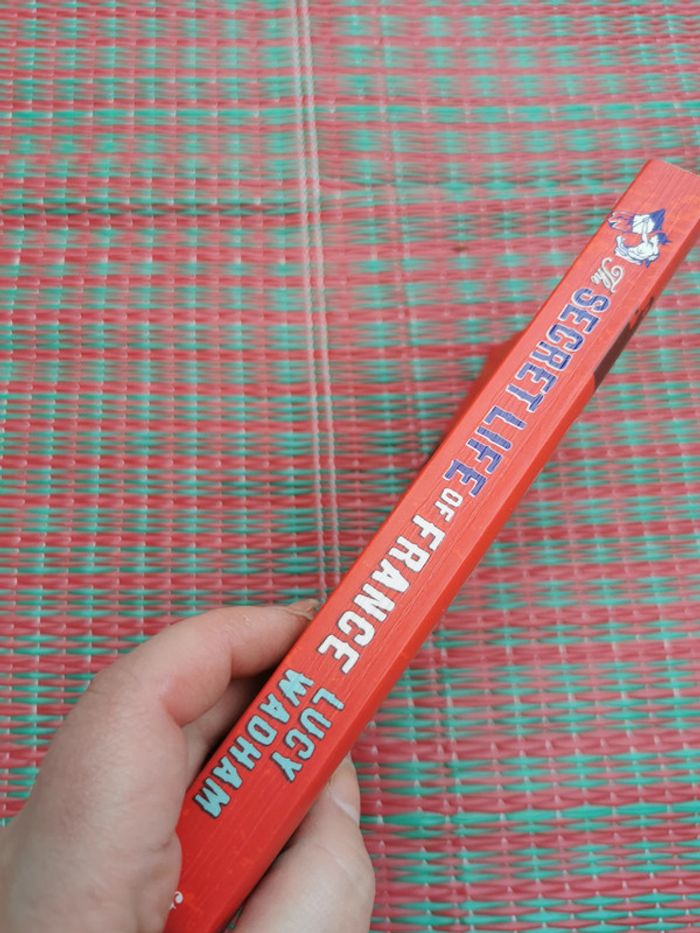 The SECRET LIFE OF FRANCE
LUCY
WADHAM